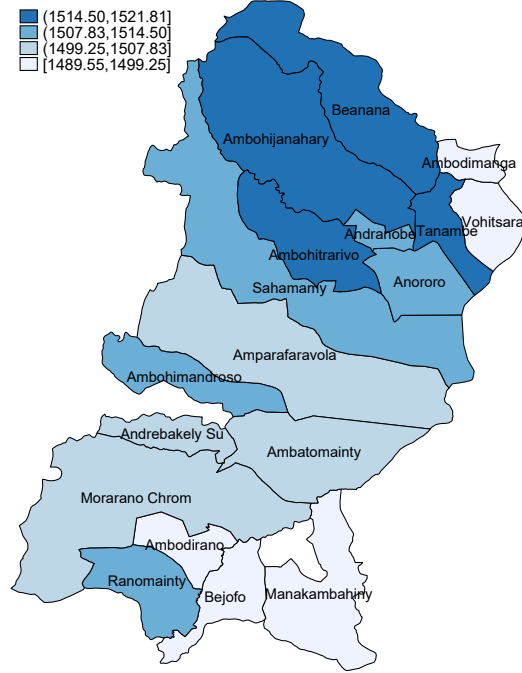 (1514.50,1521.81]
(1507.83,1514.50]
(1499.25,1507.83]
[1489.55,1499.25]
Beanana
Ambohijanahary
Ambodimanga
Vohitsara
Andranobe
Tanambe
Ambohitrarivo
Anororo
Sahamamy
Amparafaravola
Ambohimandroso
Andrebakely Su
Ambatomainty
Morarano Chrom
Ambodirano
Ranomainty
Bejofo
Manakambahiny